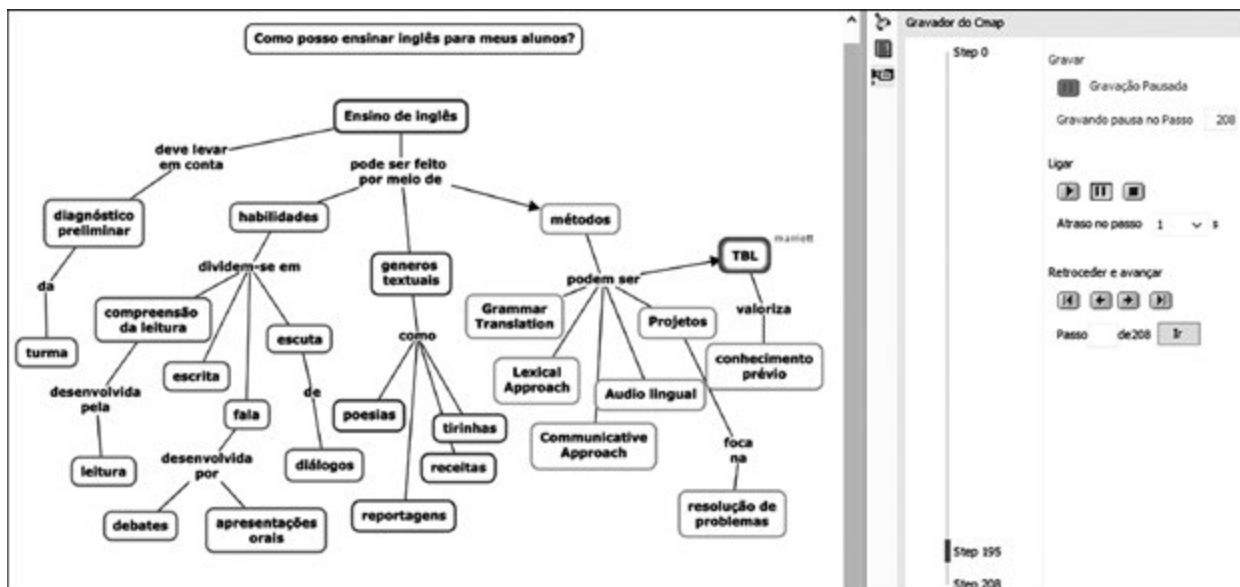 Como posso ensinar inglês para meus alunos?
Ensino de inglês
deve levar
em conta
pode ser feito
por meio de
diagnóstico
preliminar
habilidades
métodos
da
dividem-se em
generos
textuais
podem ser
marriott
TBL
turma
compreensão
da leitura
escrita
escuta
como
Grammar
Translation
Projetos
valoriza
conhecimento
prévio
desenvolvida
pela
fala
de
poesias
tirinhas
Lexical
Approach
Audio lingual
leitura
desenvolvida
por
diálogos
receitas
Communicative
Approach
foca
na
debates
apresentações
orais
reportagens
resolução de
problemas
Gravador do Cmap
Step 0
Gravar
Gravação Pausada
Gravando pausa no Passo 208
Ligar
Atraso no passo 1 s
Retroceder e avançar
Passo de208 Ir
Step 195
Step 208